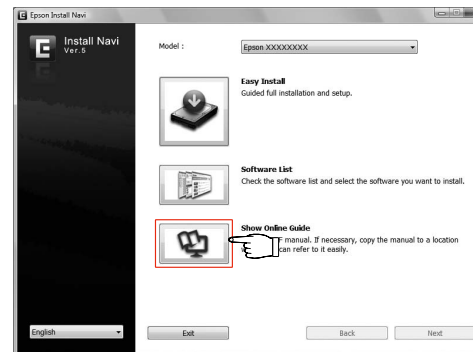 Epson Install Navi
Install Navi
Ver.5
Model :
Epson XXXXXXXX
Easy Install
Guided full installation and setup.
Software List
Check the software list and select the software you want to install.
Show Online Guide
F manual. If necessary, copy the manual to a location
can refer to it easily.
English
Exit
Back
Next